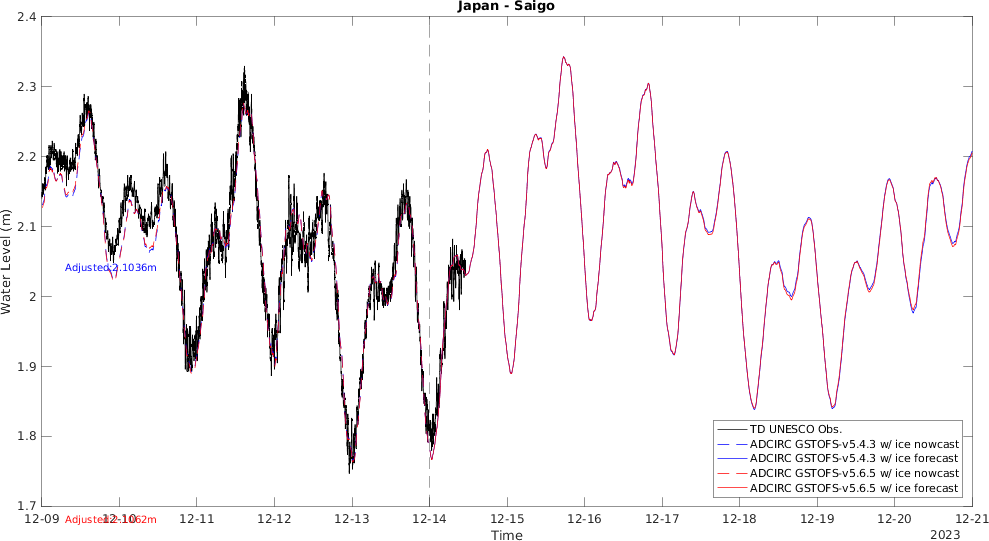 Japan - Saigo
2.4
2.3
2.2
2.1
2
1.9
1.8
1.7
Water Level (m)
Adjusted:2.1036m
Adjusted:2.1062m
TD UNESCO Obs.
ADCIRC GSTOFS-v5.4.3 w/ ice nowcast
ADCIRC GSTOFS-v5.4.3 w/ ice forecast
ADCIRC GSTOFS-v5.6.5 w/ ice nowcast
ADCIRC GSTOFS-v5.6.5 w/ ice forecast
12-09 12-10 12-11 12-12 12-13 12-14 12-15 12-16 12-17 12-18 12-19 12-20 12-21
Time
2023